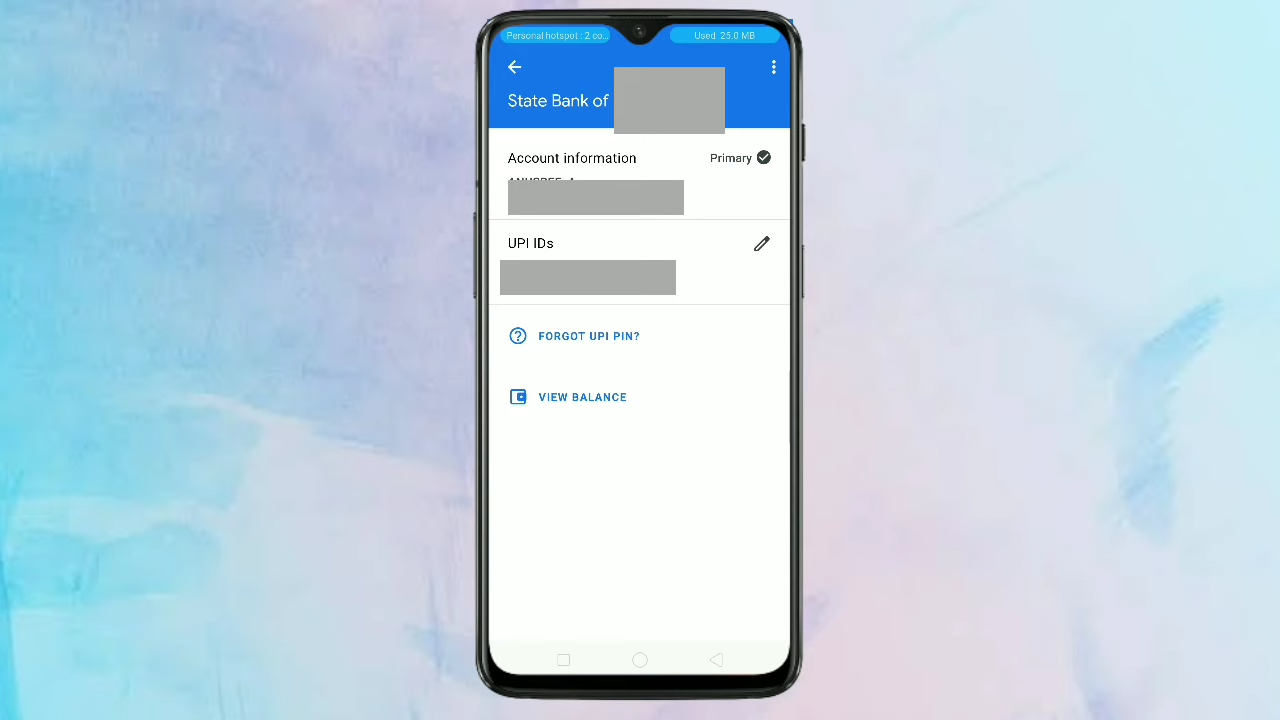 Personal hotspot : 2 co...
Used 25.0 MB
State Bank of
Account information
Primary
UPI IDs
FORGOT UPI PIN?
VIEW BALANCE